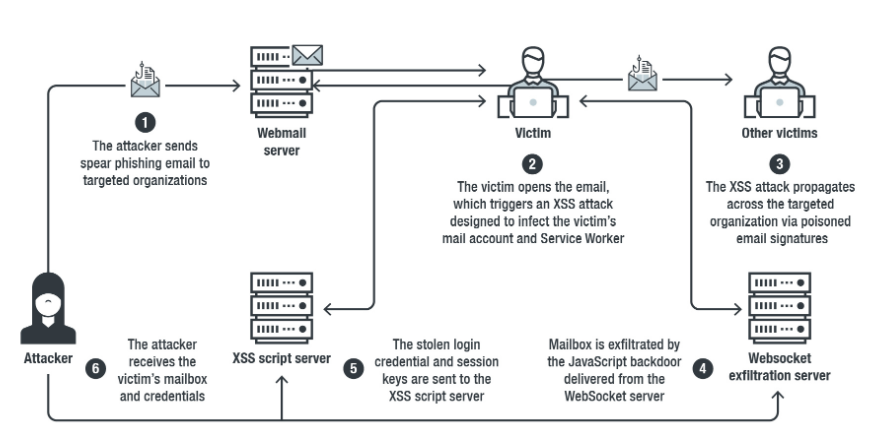 1
The attacker sends
spear phishing email to
targeted organizations
Webmail
server
Victim
2
The victim opens the email,
which triggers an XSS attack
designed to infect the victim's
mail account and Service Worker
Other victims
3
The XSS attack propagates
across the targeted
organization via poisoned
email signatures
Attacker
6
The attacker
receives the
victim's mailbox
and credentials
XSS script server
5
The stolen login
credential and session
keys are sent to the
XSS script server
Mailbox is exfiltrated by
the JavaScript backdoor
delivered from the
WebSocket server
4
Websocket
exfiltration server